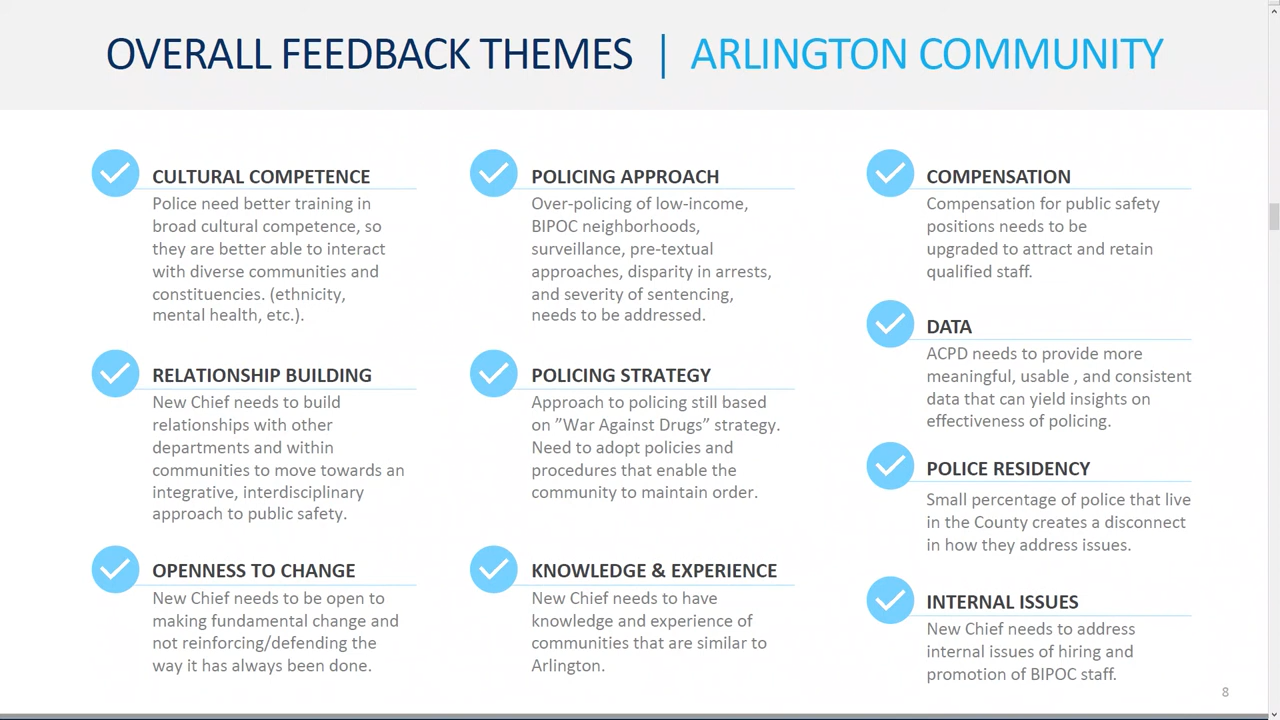 OVERALL FEEDBACK THEMES | ARLINGTON COMMUNITY
CULTURAL COMPETENCE
Police need better training in
broad cultural competence, so
they are better able to interact
with diverse communities and
constituencies. (ethnicity,
mental health, etc.).
RELATIONSHIP BUILDING
New Chief needs to build
relationships with other
departments and within
communities to move towards an
integrative, interdisciplinary
approach to public safety.
OPENNESS TO CHANGE
New Chief needs to be open to
making fundamental change and
not reinforcing/defending the
way it has always been done.
POLICING APPROACH
Over-policing of low-income,
BIPOC neighborhoods,
surveillance, pre-textual
approaches, disparity in arrests,
and severity of sentencing,
needs to be addressed.
POLICING STRATEGY
Approach to policing still based
on ”War Against Drugs” strategy.
Need to adopt policies and
procedures that enable the
community to maintain order.
KNOWLEDGE & EXPERIENCE
New Chief needs to have
knowledge and experience of
communities that are similar to
Arlington.
COMPENSATION
Compensation for public safety
positions needs to be
upgraded to attract and retain
qualified staff.
DATA
ACPD needs to provide more
meaningful, usable , and consistent
data that can yield insights on
effectiveness of policing.
POLICE RESIDENCY
Small percentage of police that live
in the County creates a disconnect
in how they address issues.
INTERNAL ISSUES
New Chief needs to address
internal issues of hiring and
promotion of BIPOC staff.
8